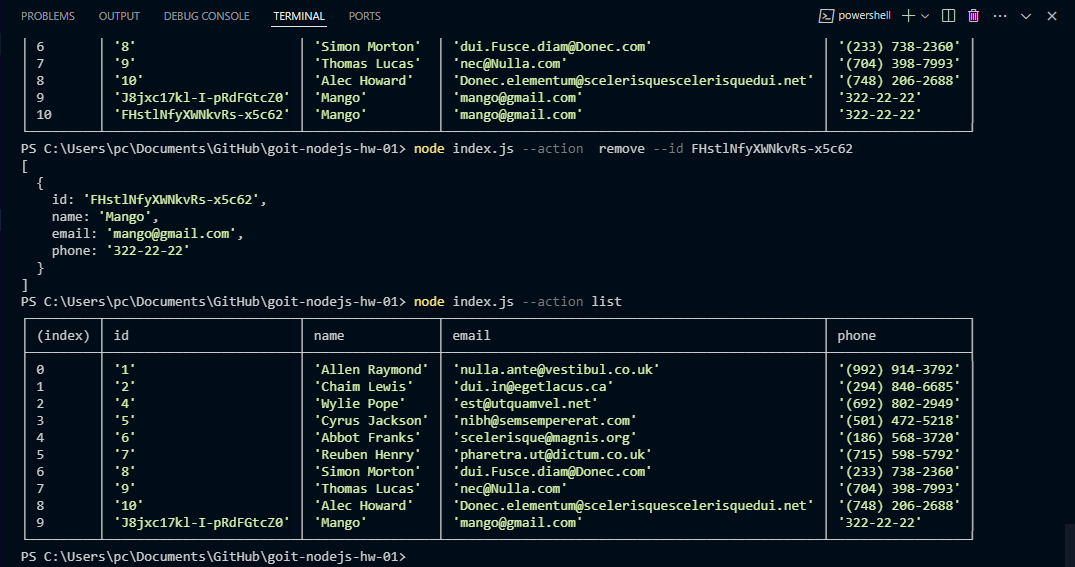 PROBLEMS OUTPUT DEBUG CONSOLE TERMINAL PORTS powershell
6 '8' 'Simon Morton' 'dui.Fusce.diam@Donec.com' '(233) 738-2360'
7 '9' 'Thomas Lucas' 'nec@Nulla.com' '(704) 398-7993'
8 '10' 'Alec Howard' 'Donec.elementum@scelerisquescelerisquedui.net' '(748) 206-2688'
9 'J8jxc17kl-I-pRdFGtcZ0' 'Mango' 'mango@gmail.com' '322-22-22'
10 'FHstlNfyXWNkvRs-x5c62' 'Mango' 'mango@gmail.com' '322-22-22'
PS C:\Users\pc\Documents\GitHub\goit-nodejs-hw-01> node index.js --action  remove --id FHstlNfyXWNkvRs-x5c62
[
{
id: 'FHstlNfyXWNkvRs-x5c62',
name: 'Mango',
email: 'mango@gmail.com',
phone: '322-22-22'
}
]
PS C:\Users\pc\Documents\GitHub\goit-nodejs-hw-01> node index.js --action list
(index) id name email phone
0 '1' 'Allen Raymond' 'nulla.ante@vestibul.co.uk' '(992) 914-3792'
1 '2' 'Chaim Lewis' 'dui.in@egetlacus.ca' '(294) 840-6685'
2 '4' 'Wylie Pope' 'est@utquamvel.net' '(692) 802-2949'
3 '5' 'Cyrus Jackson' 'nibh@semsempererat.com' '(501) 472-5218'
4 '6' 'Abbot Franks' 'scelerisque@magnis.org' '(186) 568-3720'
5 '7' 'Reuben Henry' 'pharetra.ut@dictum.co.uk' '(715) 598-5792'
6 '8' 'Simon Morton' 'dui.Fusce.diam@Donec.com' '(233) 738-2360'
7 '9' 'Thomas Lucas' 'nec@Nulla.com' '(704) 398-7993'
8 '10' 'Alec Howard' 'Donec.elementum@scelerisquescelerisquedui.net' '(748) 206-2688'
9 'J8jxc17kl-I-pRdFGtcZ0' 'Mango' 'mango@gmail.com' '322-22-22'
PS C:\Users\pc\Documents\GitHub\goit-nodejs-hw-01>